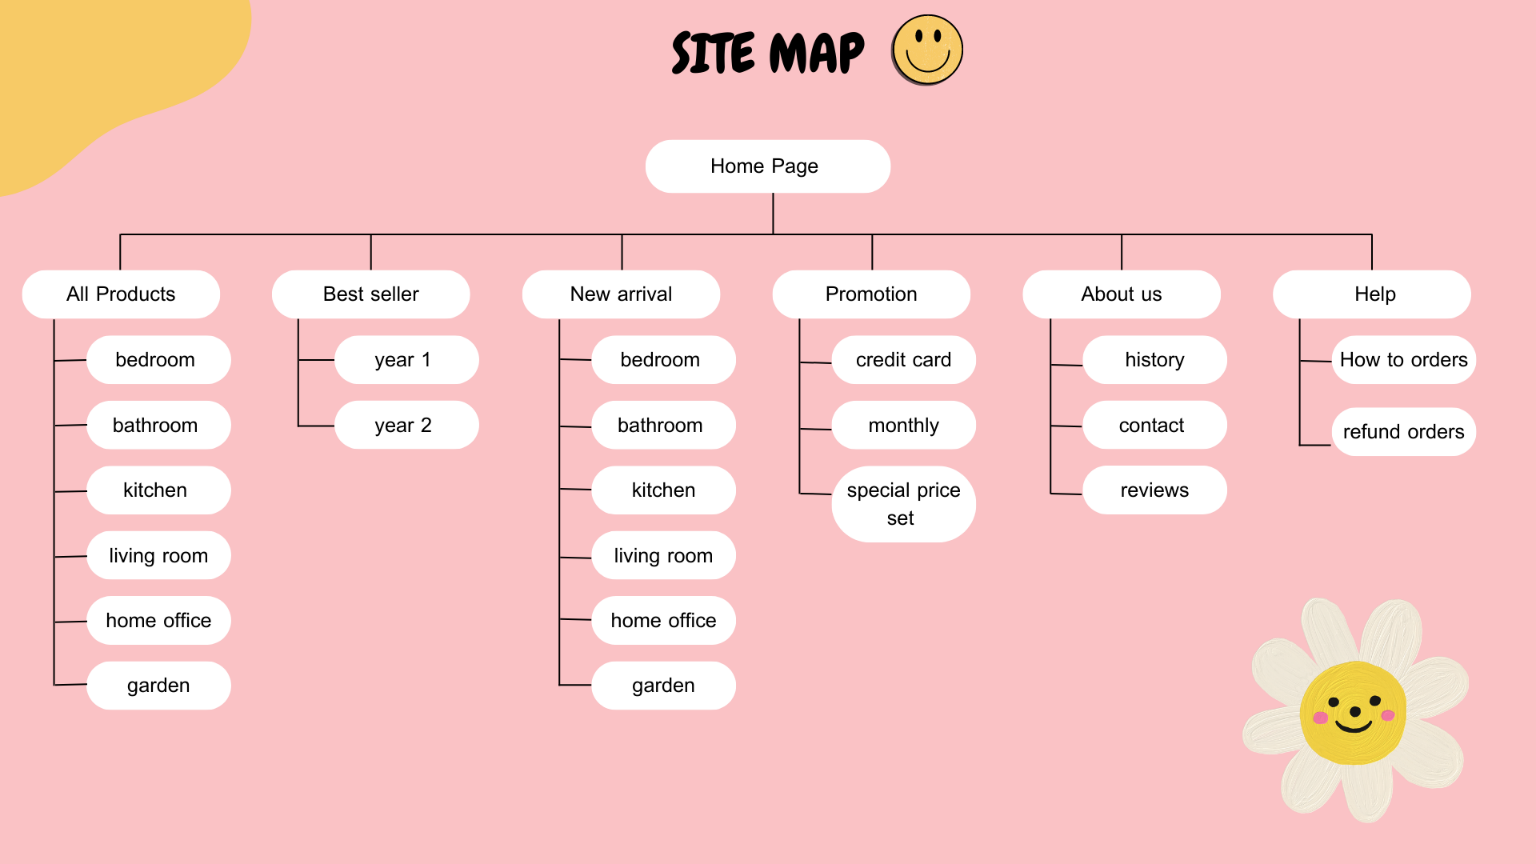 SITE MAP
Home Page
All Products
bedroom
bathroom
kitchen
living room
home office
garden
Best seller
year 1
year 2
New arrival
bedroom
bathroom
kitchen
living room
home office
garden
Promotion
credit card
monthly
special price
set
About us
history
contact
reviews
Help
How to orders
refund orders